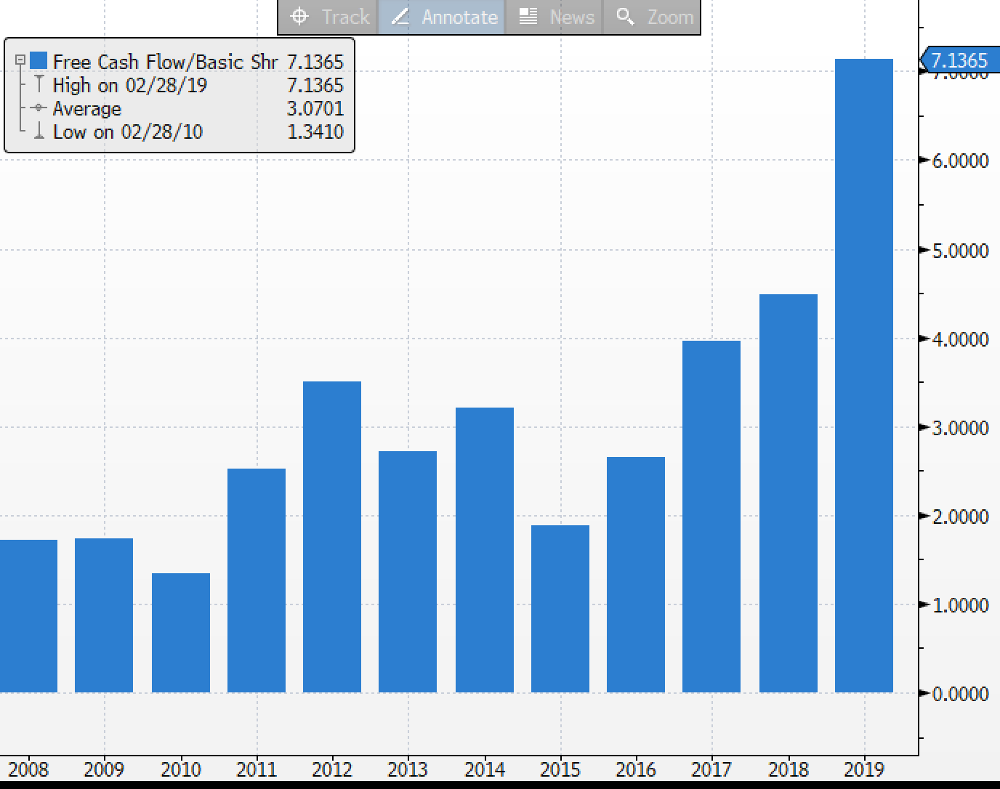 Track Annotate News Zoom
Free Cash Flow/Basic Shr 7.1365
High on 02/28/19 7.1365
Average 3.0701
Low on 02/28/10 1.3410
7.1365
7.0000
6.0000
5.0000
4.0000
3.0000
2.0000
1.0000
0.0000
2008 2009 2010 2011 2012 2013 2014 2015 2016 2017 2018 2019